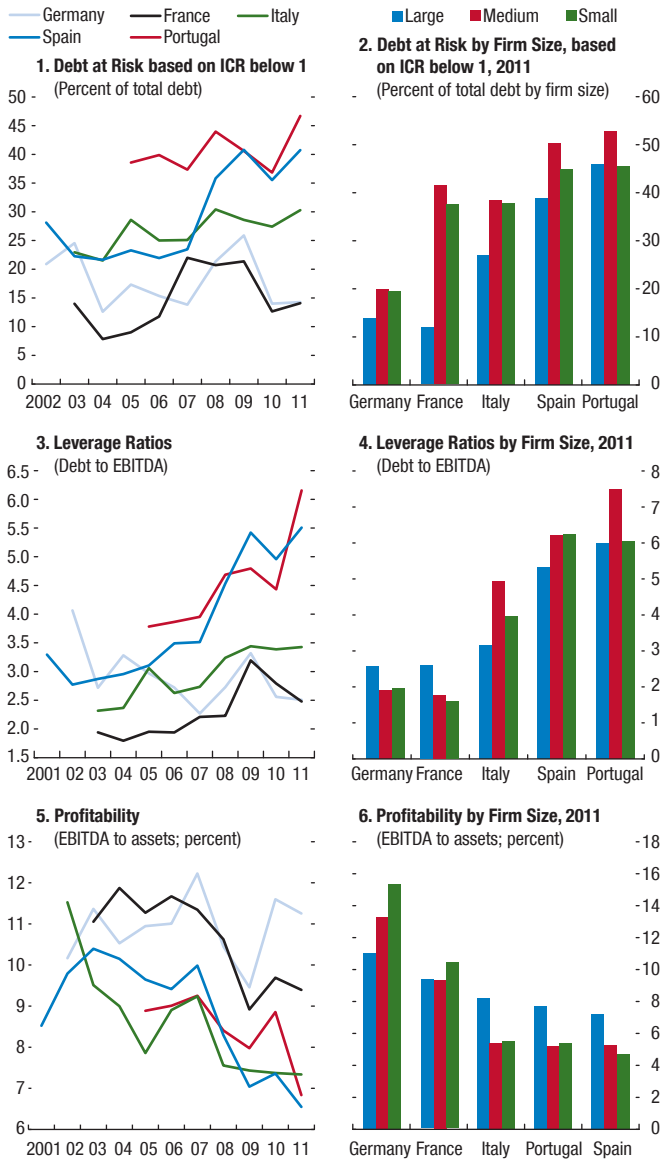 Germany France Italy
Spain Portugal
Large Medium Small
1. Debt at Risk based on ICR below 1
(Percent of total debt)
50
45
40
35
30
25
20
15
10
5
0
2002 03 04 05 06 07 08 09 10 11
2. Debt at Risk by Firm Size, based
on ICR below 1, 2011
(Percent of total debt by firm size)
60
50
40
30
20
10
0
Germany France Italy Spain Portugal
3. Leverage Ratios
(Debt to EBITDA)
6.5
6.0
5.5
5.0
4.5
4.0
3.5
3.0
2.5
2.0
1.5
2001 02 03 04 05 06 07 08 09 10 11
4. Leverage Ratios by Firm Size, 2011
(Debt to EBITDA)
8
7
6
5
4
3
2
1
0
Germany France Italy Spain Portugal
5. Profitability
(EBITDA to assets; percent)
13
12
11
10
9
8
7
6
2001 02 03 04 05 06 07 08 09 10 11
6. Profitability by Firm Size, 2011
(EBITDA to assets; percent)
18
16
14
12
10
8
6
4
2
0
Germany France Italy Portugal Spain